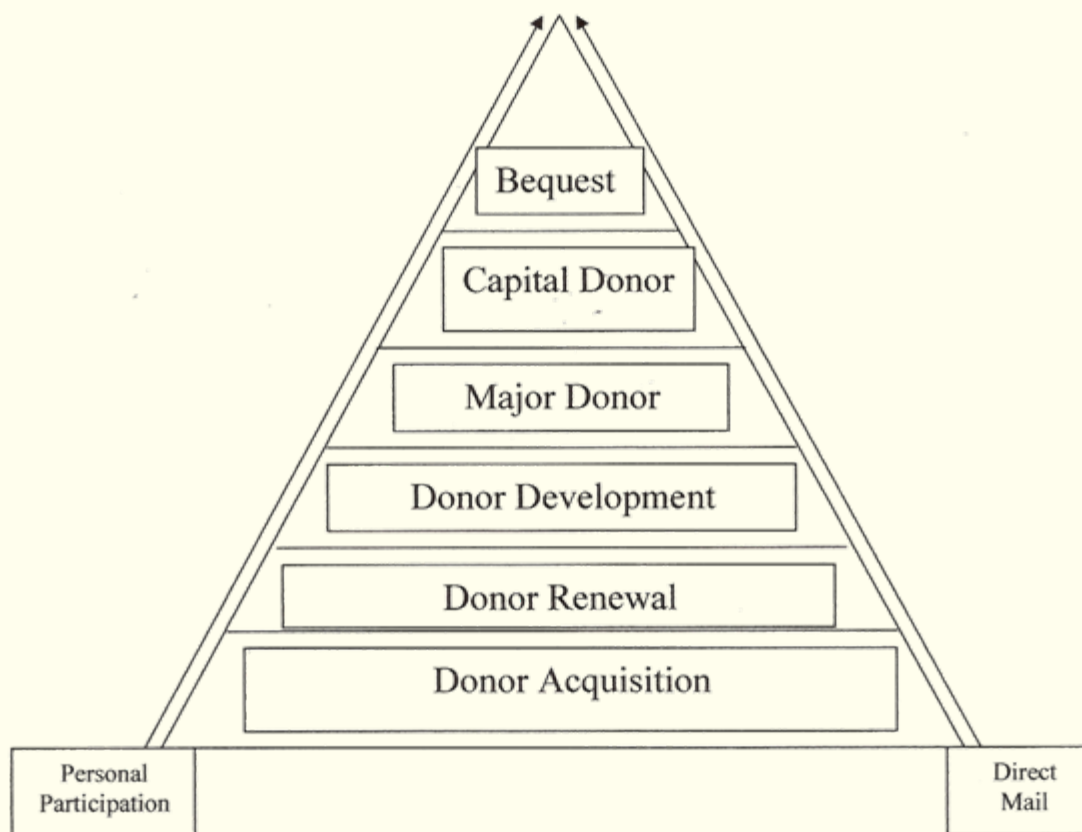 Bequest
Capital Donor
Major Donor
Donor Development
Donor Renewal
Donor Acquisition
Personal
Participation
Direct
Mail